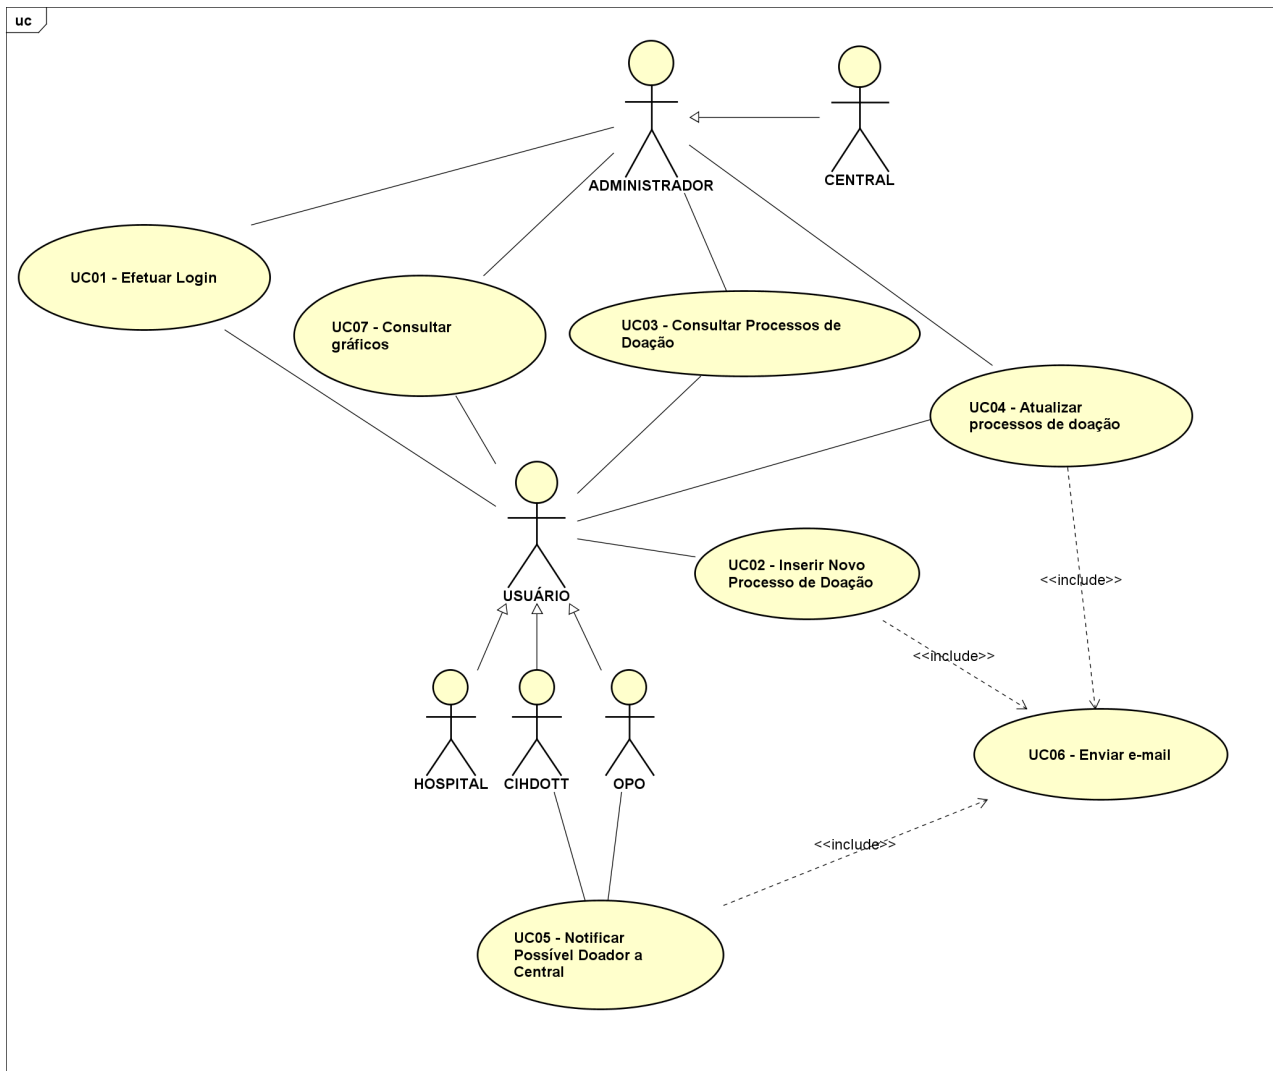 uc
ADMINISTRADOR
CENTRAL
UC01 - Efetuar Login
UC07 - Consultar
gráficos
UC03 - Consultar Processos de
Doação
UC04 - Atualizar
processos de doação
USUÁRIO
UC02 - Inserir Novo
Processo de Doação
<<include>>
<<include>>
HOSPITAL
CIHDOTT
OPO
UC06 - Enviar e-mail
<<include>>
UC05 - Notificar
Possível Doador a
Central